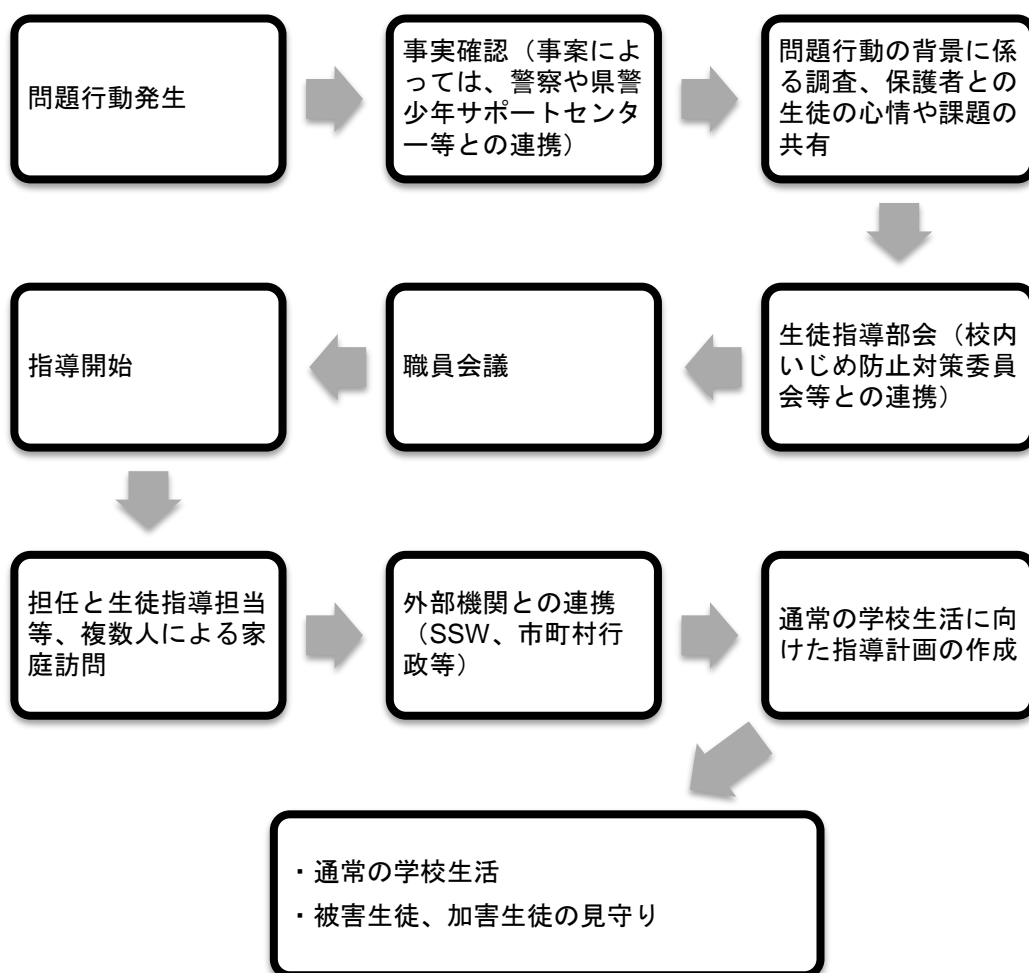 問題行動発生
事実確認（事案によ
っては、警察や県警
少年サポートセンタ
ー等との連携）
問題行動の背景に係
る調査、保護者との
生徒の心情や課題の
共有
生徒指導部会（校内
いじめ防止対策委員
会等との連携）
職員会議
指導開始
担任と生徒指導担当
等、複数人による家
庭訪問
外部機関との連携
（SSW、市町村行
政等）
通常の学校生活に向
けた指導計画の作成
・通常の学校生活
・被害生徒、加害生徒の見守り